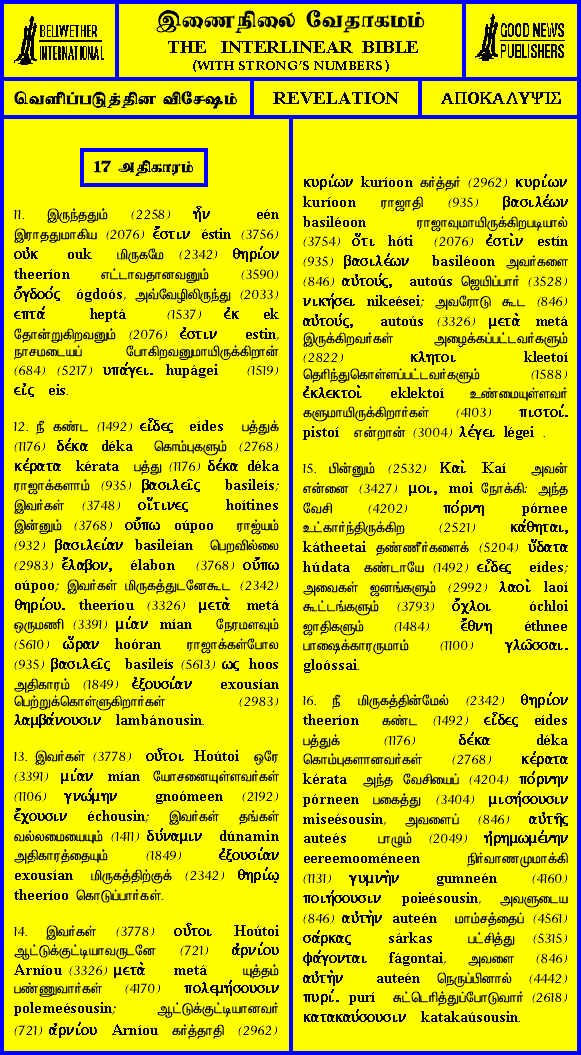 BELIWETHER
INTERNATIONAL
இணைநிலை வேதாகமம்
THE INTERLINEAR BIBLE
(WITH STRONG'S NUMBERS)
GOOD NEWS
PUBLISHERS
வெளிப்படுத்தின விசேஷம்
REVELATION
ΑΠΟΚΑΛΥΨΙΣ
17 அதிகாரம்
11. இருந்ததும் (2258) ἦν eén
இராததுமாகிய (2076) ἔστιν éstin (3756)
οὐκ ouk மிருகமே (2342) θηρίον
theeríon எட்டாவதானவனும் (3590)
ὄγδοός ógdoós, அவ்வேழிலிருந்து (2033)
επτά heptá (1537) ἐκ ek
தோன்றுகிறவனும் (2076) ἐστιν estin,
நாசமடையப் போகிறவனுமாயிருக்கிறான்
(684) (5217) υπάγει. hupágei (1519)
εἰς eis.
12. நீ கண்ட (1492) εἶδες eídes பத்துக்
(1176) δέκα déka கொம்புகளும் (2768)
κέρατα kérata பத்து (1176) δέκα déka
ராஜாக்களாம் (935) βασιλεῖς basileís;
இவர்கள் (3748) οἵτινες hoítines
இன்னும் (3768) οὔπω oúpoo ராஜ்யம்
(932) βασιλείαν basileían பெறவில்லை
(2983) ἔλαβον, élabon (3768) οὔπω
oúpoo; இவர்கள் மிருகத்துடனேகூட (2342)
θηρίου. theeríou (3326) μετὰ metá
ஒருமணி (3391) μίαν mían நேரமளவும்
(5610) ὥραν hoóran ராஜாக்கள்போல
(935) βασιλεῖς basileís (5613) ως hoos
அதிகாரம் (1849) ἐξουσίαν exousían
பெற்றுக்கொள்ளுகிறார்கள் (2983)
λαμβάνουσιν lambánousin.
13. இவர்கள் (3778) οὗτοι Hoútoi ஒரே
(3391) μίαν mían யோசனையுள்ளவர்கள்
(1106) γνώμην gnoómeen (2192)
ἔχουσιν échousin; இவர்கள் தங்கள்
வல்லமையையும் (1411) δύναμιν dúnamin
அதிகாரத்தையும் (1849) ἐξουσίαν
exousían மிருகத்திற்குக் (2342) θηρίῳ
theeríoo கொடுப்பார்கள்.
14. இவர்கள் (3778) οὗτοι Hoútoi
ஆட்டுக்குட்டியாவருடனே (721) ἀρνίου
Arníou (3326) μετὰ metá யுத்தம்
பண்ணுவார்கள் (4170) πολεμήσουσιν
polemeésousin; ஆட்டுக்குட்டியானவர்
(721) ἀρνίου Arníou கர்த்தாதி (2962)
κυρίων kuríoon கர்த்தர் (2962) κυρίων
kuríoon ராஜாதி (935) βασιλέων
basiléoon ராஜாவுமாயிருக்கிறபடியால்
(3754) ὅτι hóti (2076) ἐστὶν estín
(935) βασιλέων basiléoon அவர்களை
(846) αὐτούς, autoús ஜெயிப்பார் (3528)
νικήσει nikeései; அவரோடு கூட (846)
αὐτούς, autoús (3326) μετὰ metá
இருக்கிறவர்கள் அழைக்கப்பட்டவர்களும்
(2822) κλητοι kleetoí
தெரிந்துகொள்ளப்பட்டவர்களும் (1588)
ἐκλεκτοὶ eklektoí உண்மையுள்ளவர்
களுமாயிருக்கிறார்கள் (4103) πιστοί.
pistoí என்றான் (3004) λέγει légei .
15. பின்னும் (2532) Καὶ Kaí அவன்
என்னை (3427) μοι, moi நோக்கி: அந்த
வேசி (4202) πόρνη pórnee
உட்கார்ந்திருக்கிற (2521) κάθηται,
kátheetai தண்ணீர்களைக் (5204) ὕδατα
húdata கண்டாயே (1492) εἶδες eídes;
அவைகள் ஜனங்களும் (2992) λαοὶ laoí
கூட்டங்களும் (3793) ὄχλοι óchloi
ஜாதிகளும் (1484) ἔθνη éthnee
பாஷைக்காரருமாம் (1100) γλῶσσαι.
gloóssai.
16. நீ மிருகத்தின்மேல் (2342) θηρίον
theeríon கண்ட (1492) εἶδες eídes
பத்துக் (1176) δέκα déka
கொம்புகளானவர்கள் (2768) κέρατα
kérata அந்த வேசியைப் (4204) πόρνην
pórneen பகைத்து (3404) μισήσουσιν
miseésousin, அவளைப் (846) αὐτῆς
auteés பாழும் (2049) ἠρημωμένην
eereemooméneen நிர்வாணமுமாக்கி
(1131) γυμνὴν gumneén (4160)
ποιήσουσιν poieésousin, அவளுடைய
(846) αὐτὴν auteén மாம்சத்தைப் (4561)
σάρκας sárkas பட்சித்து (5315)
φάγονται fágontai, அவளை (846)
αὐτὴν auteén நெருப்பினால் (4442)
πυρί. purí சுட்டெரித்துப்போடுவார் (2618)
κατακαύσουσιν katakaúsousin.